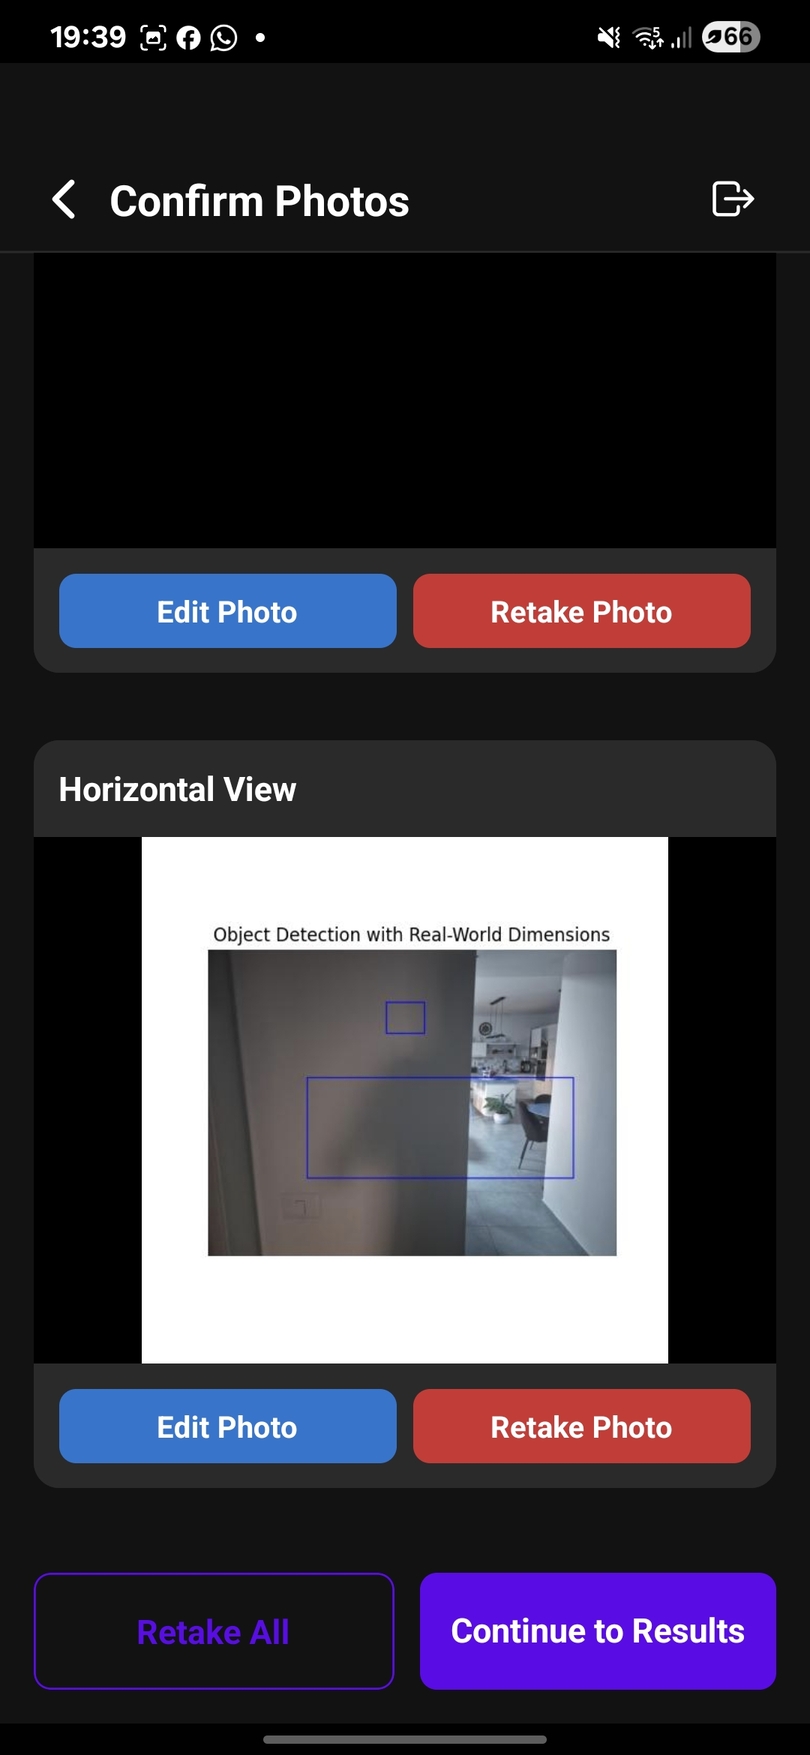 19:39
5
66
Confirm Photos
Edit Photo
Retake Photo
Horizontal View
Object Detection with Real-World Dimensions
Edit Photo
Retake Photo
Retake All
Continue to Results